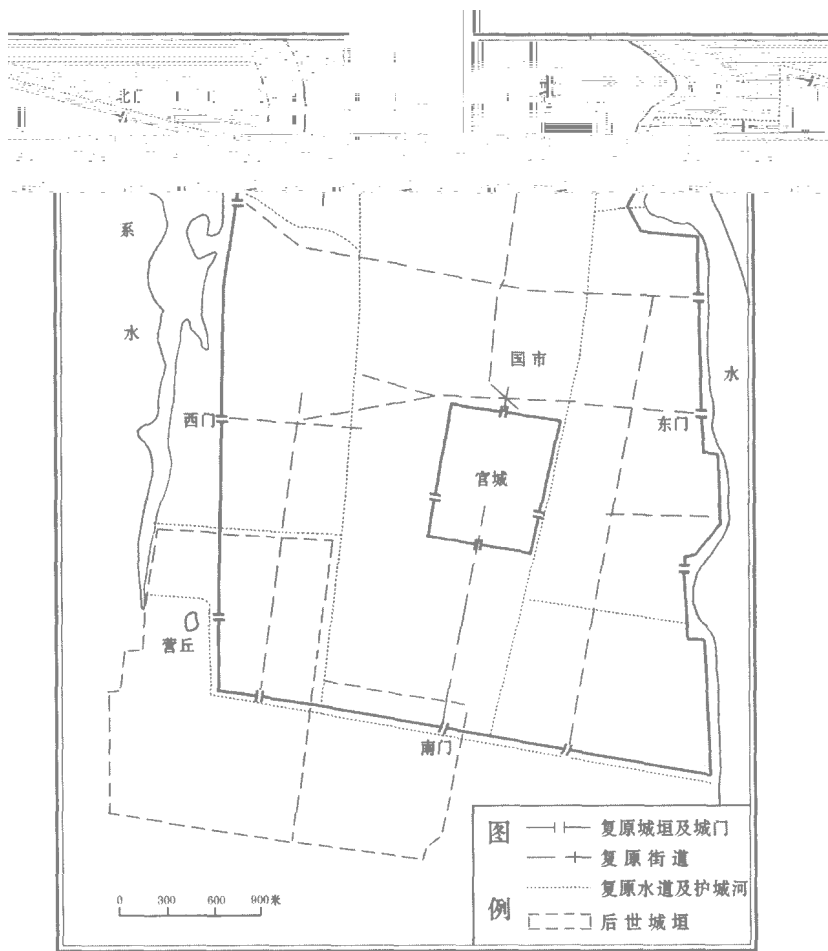 系
水
国市
水
西门
东门
宫城
营丘
南门
图例
复原城垣及城门
复原街道
复原水道及护城河
后世城垣
0 300 600 900米